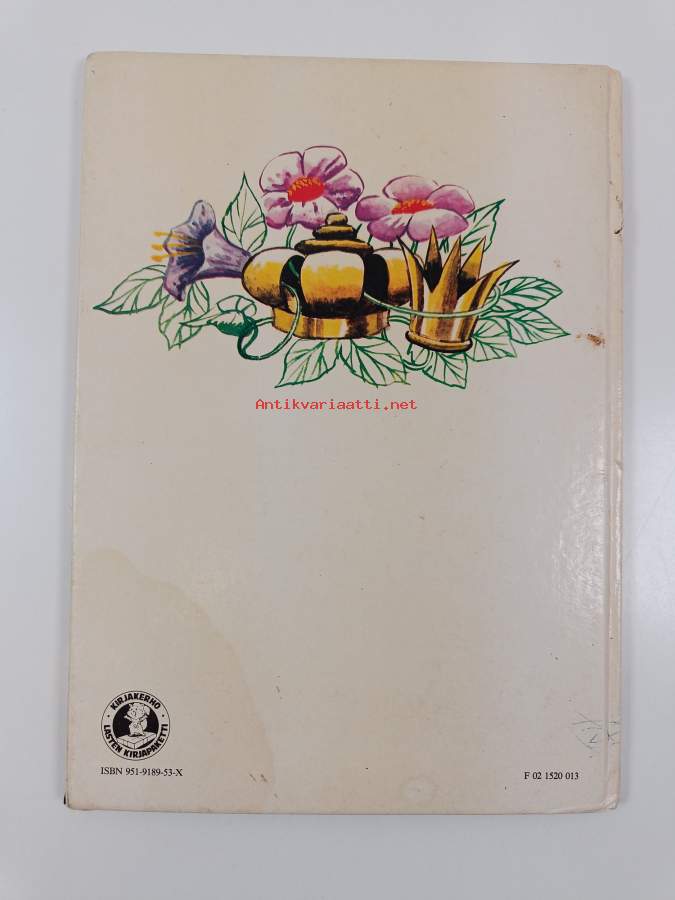 Antikvariaatti.net
· KIRJAKERHO ·
LASTEN KIRJAPAKETTI
ISBN 951-9189-53-X
F 02 1520 013